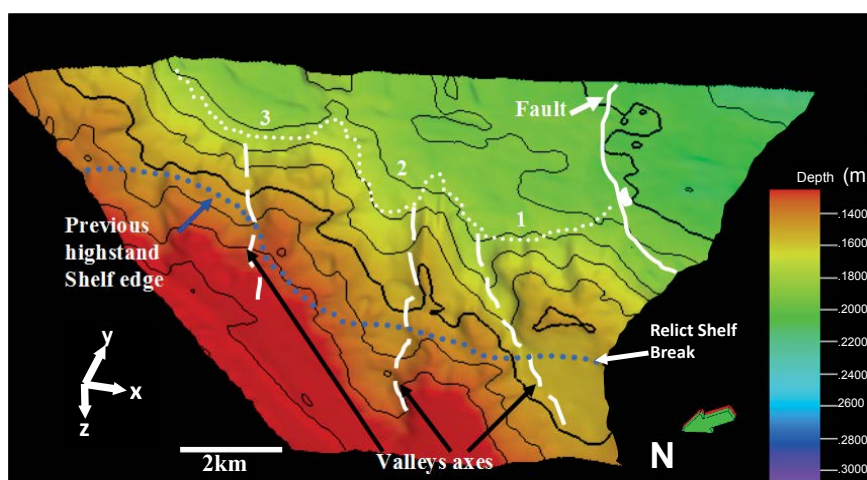 Fault
3
2
1
Previous
highstand
Shelf edge
Depth (m
.1400
.1600
.1800
.2000
.2200
.2400
.2600
.2800
.3000
Relict Shelf
Break
y
x
z
2km
Valleys axes
N